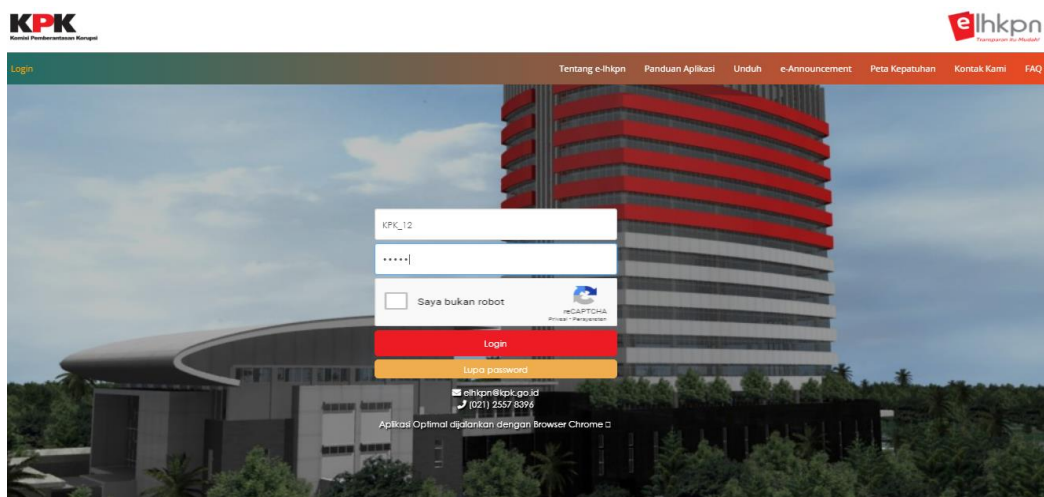 KPK
Komisi Pemberantasan Korupsi
elhkpn
Transparan itu Mudah!
Login
Tentang e-lhkpn Panduan Aplikasi Unduh e-Announcement Peta Kepatuhan Kontak Kami FAQ
KPK_12
•••••
Saya bukan robot
reCAPTCHA
Privasi - Persyaratan
Login
Lupa password
elhkpn@kpk.go.id
(021) 2557 8396
Aplikasi Optimal dijalankan dengan Browser Chrome